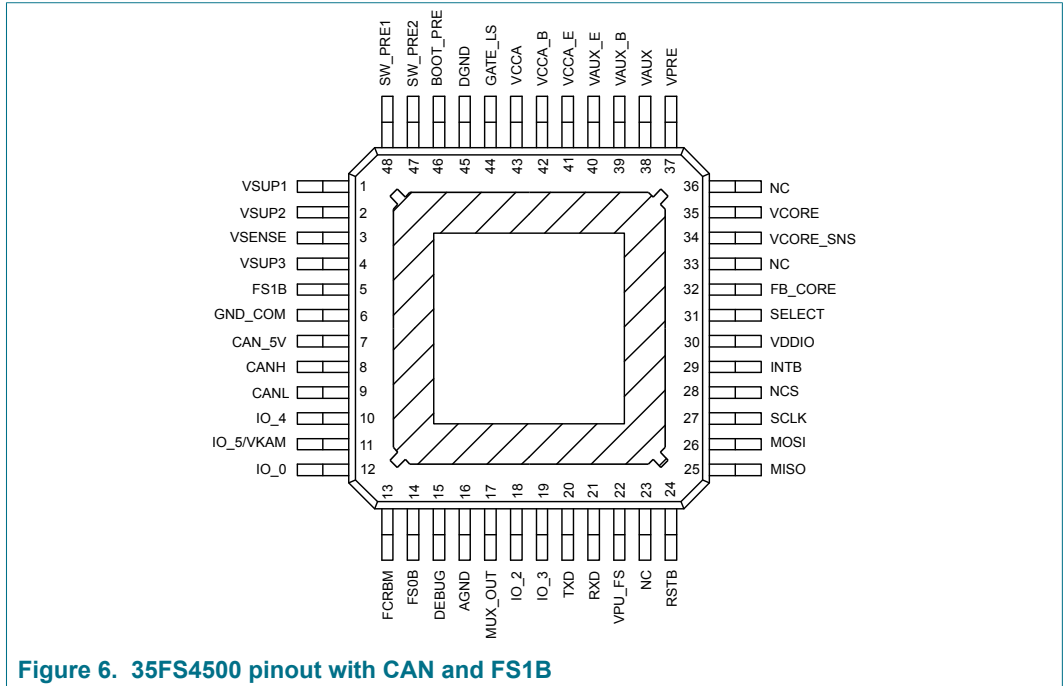 SW_PRE1
SW_PRE2
BOOT_PRE
DGND
GATE_LS
VCCA
VCCA_B
VCCA_E
VAUX_E
VAUX_B
VAUX
VPRE
48
47
46
45
44
43
42
41
40
39
38
37
VSUP1 1
VSUP2 2
VSENSE 3
VSUP3 4
FS1B 5
GND_COM 6
CAN_5V 7
CANH 8
CANL 9
IO_4 10
IO_5/VKAM 11
IO_0 12
36 NC
35 VCORE
34 VCORE_SNS
33 NC
32 FB_CORE
31 SELECT
30 VDDIO
29 INTB
28 NCS
27 SCLK
26 MOSI
25 MISO
13
14
15
16
17
18
19
20
21
22
23
24
FCRBM
FS0B
DEBUG
AGND
MUX_OUT
IO_2
IO_3
TXD
RXD
VPU_FS
NC
RSTB
Figure 6. 35FS4500 pinout with CAN and FS1B